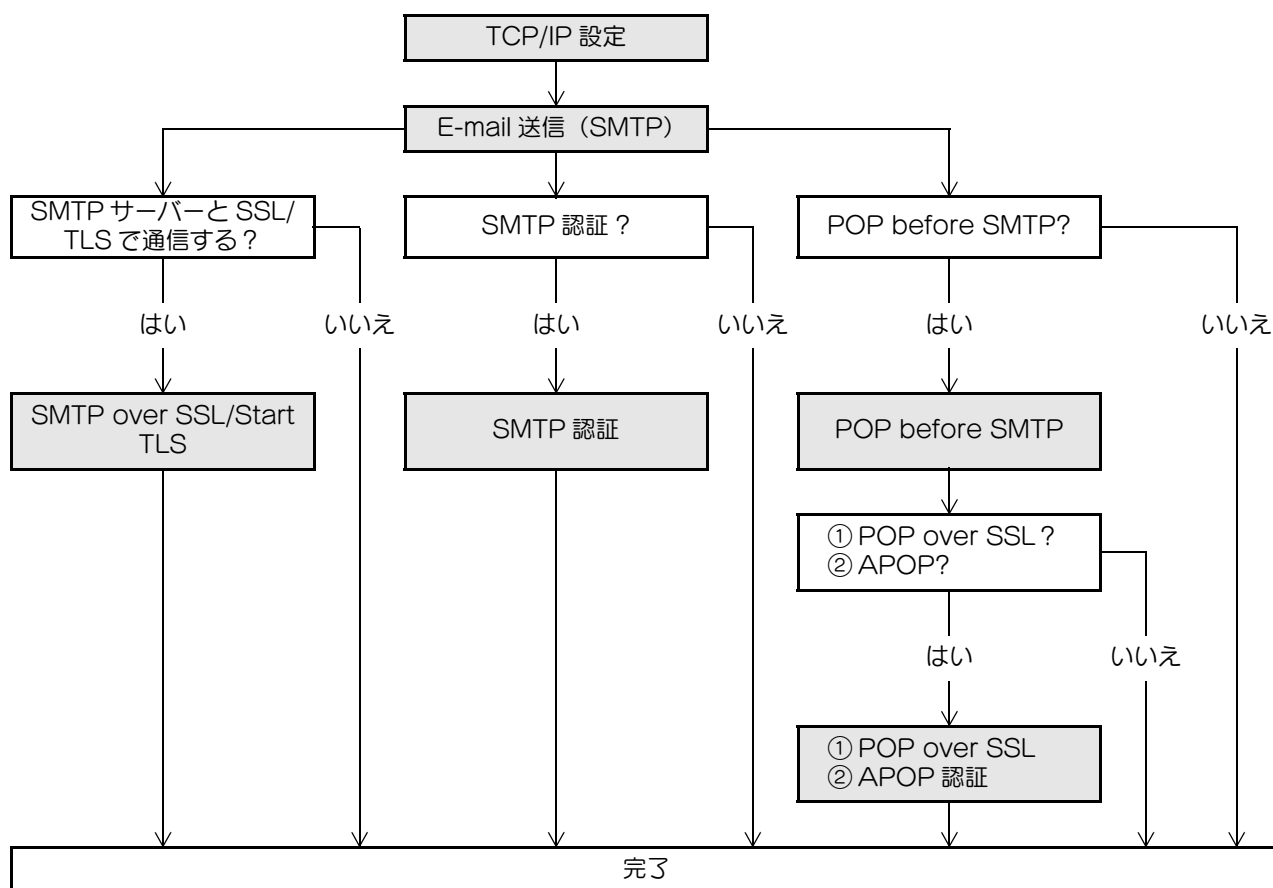 TCP/IP 設定
E-mail 送信（SMTP）
SMTP サーバーと SSL/
TLS で通信する？
SMTP 認証？
POP before SMTP?
はい
いいえ
はい
いいえ
はい
いいえ
SMTP over SSL/Start
TLS
SMTP 認証
POP before SMTP
① POP over SSL？
② APOP?
はい
いいえ
① POP over SSL
② APOP 認証
完了